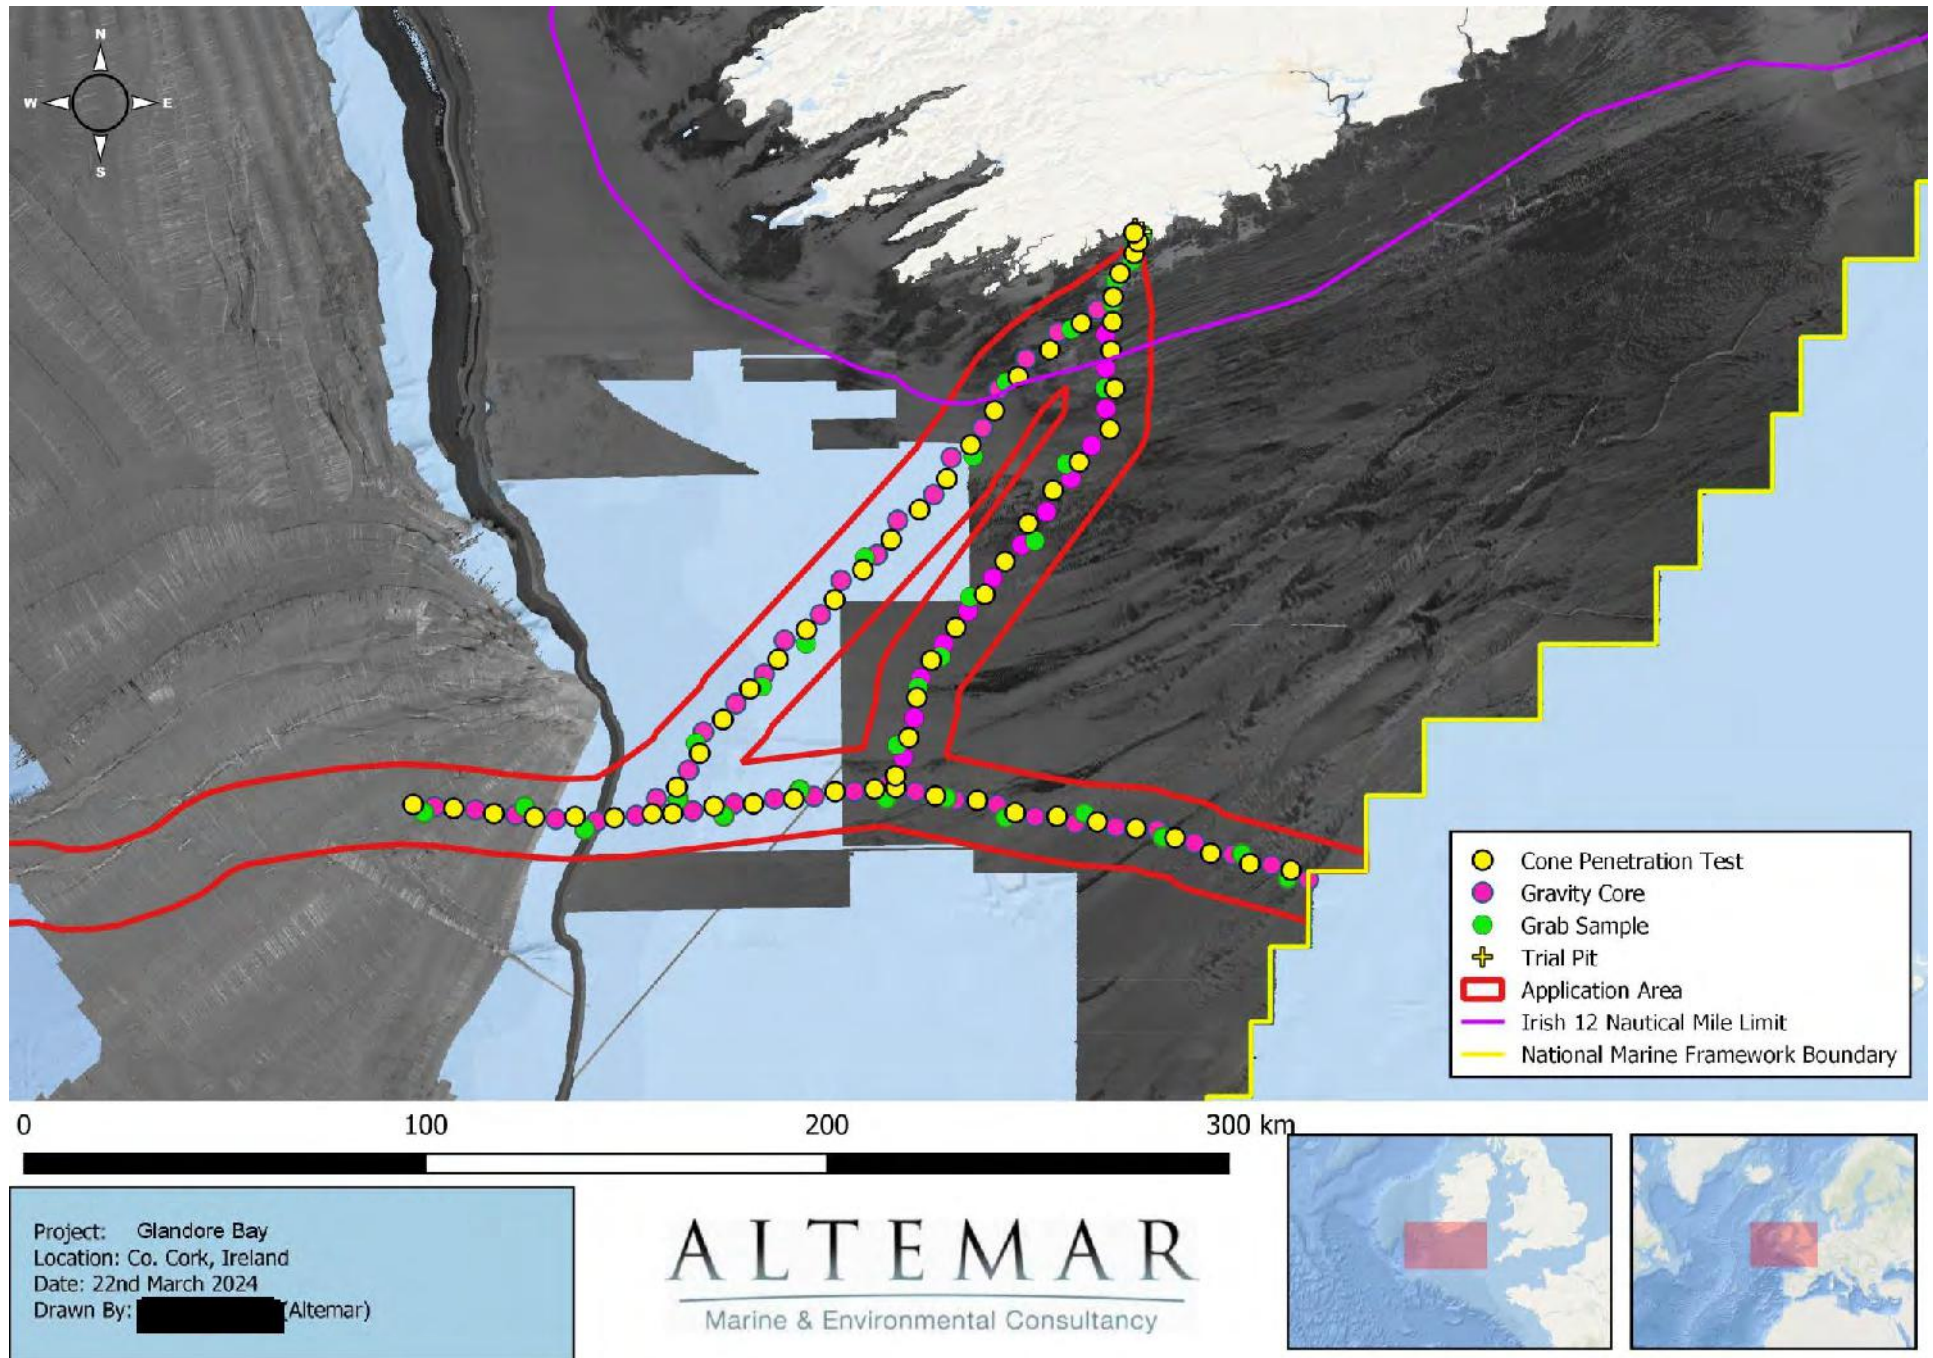 N
W E
S
Cone Penetration Test
Gravity Core
Grab Sample
Trial Pit
Application Area
Irish 12 Nautical Mile Limit
National Marine Framework Boundary
0 100 200 300 km
Project: Glandore Bay
Location: Co. Cork, Ireland
Date: 22nd March 2024
Drawn By: (Altemar)
ALTEMAR
Marine & Environmental Consultancy